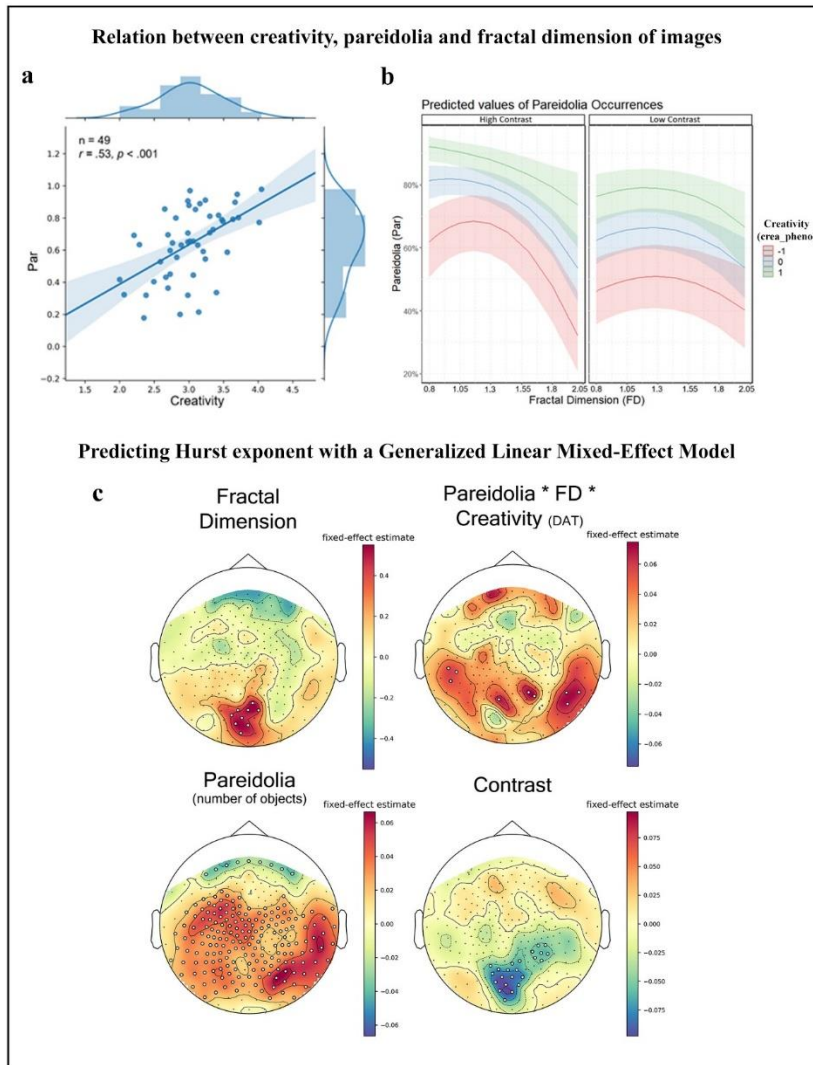 Relation between creativity, pareidolia and fractal dimension of images
a
n = 49
r = .53, p < .001
Par
1.2
1.0
0.8
0.6
0.4
0.2
0.0
−0.2
1.5 2.0 2.5 3.0 3.5 4.0 4.5
Creativity
b
Predicted values of Pareidolia Occurrences
High Contrast Low Contrast
Pareidolia (Par)
80%
60%
40%
20%
0.8 1.05 1.3 1.55 1.8 2.05 0.8 1.05 1.3 1.55 1.8 2.05
Fractal Dimension (FD)
Creativity
(crea_pheno
-1
0
1
Predicting Hurst exponent with a Generalized Linear Mixed-Effect Model
c
Fractal
Dimension
fixed-effect estimate
0.4
0.2
0.0
−0.2
−0.4
Pareidolia * FD *
Creativity (DAT)
fixed-effect estimate
0.06
0.04
0.02
0.00
−0.02
−0.04
−0.06
Pareidolia
(number of objects)
fixed-effect estimate
0.06
0.04
0.02
0.00
−0.02
−0.04
−0.06
Contrast
fixed-effect estimate
0.075
0.050
0.025
0.000
−0.025
−0.050
−0.075